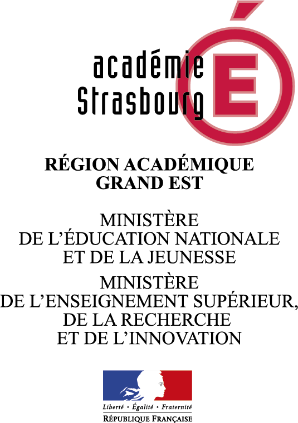 académie
Strasbourg
É
RÉGION ACADÉMIQUE
GRAND EST
MINISTÈRE
DE L'ÉDUCATION NATIONALE
ET DE LA JEUNESSE
MINISTÈRE
DE L'ENSEIGNEMENT SUPÉRIEUR,
DE LA RECHERCHE
ET DE L'INNOVATION
Liberté • Égalité • Fraternité
RÉPUBLIQUE FRANÇAISE